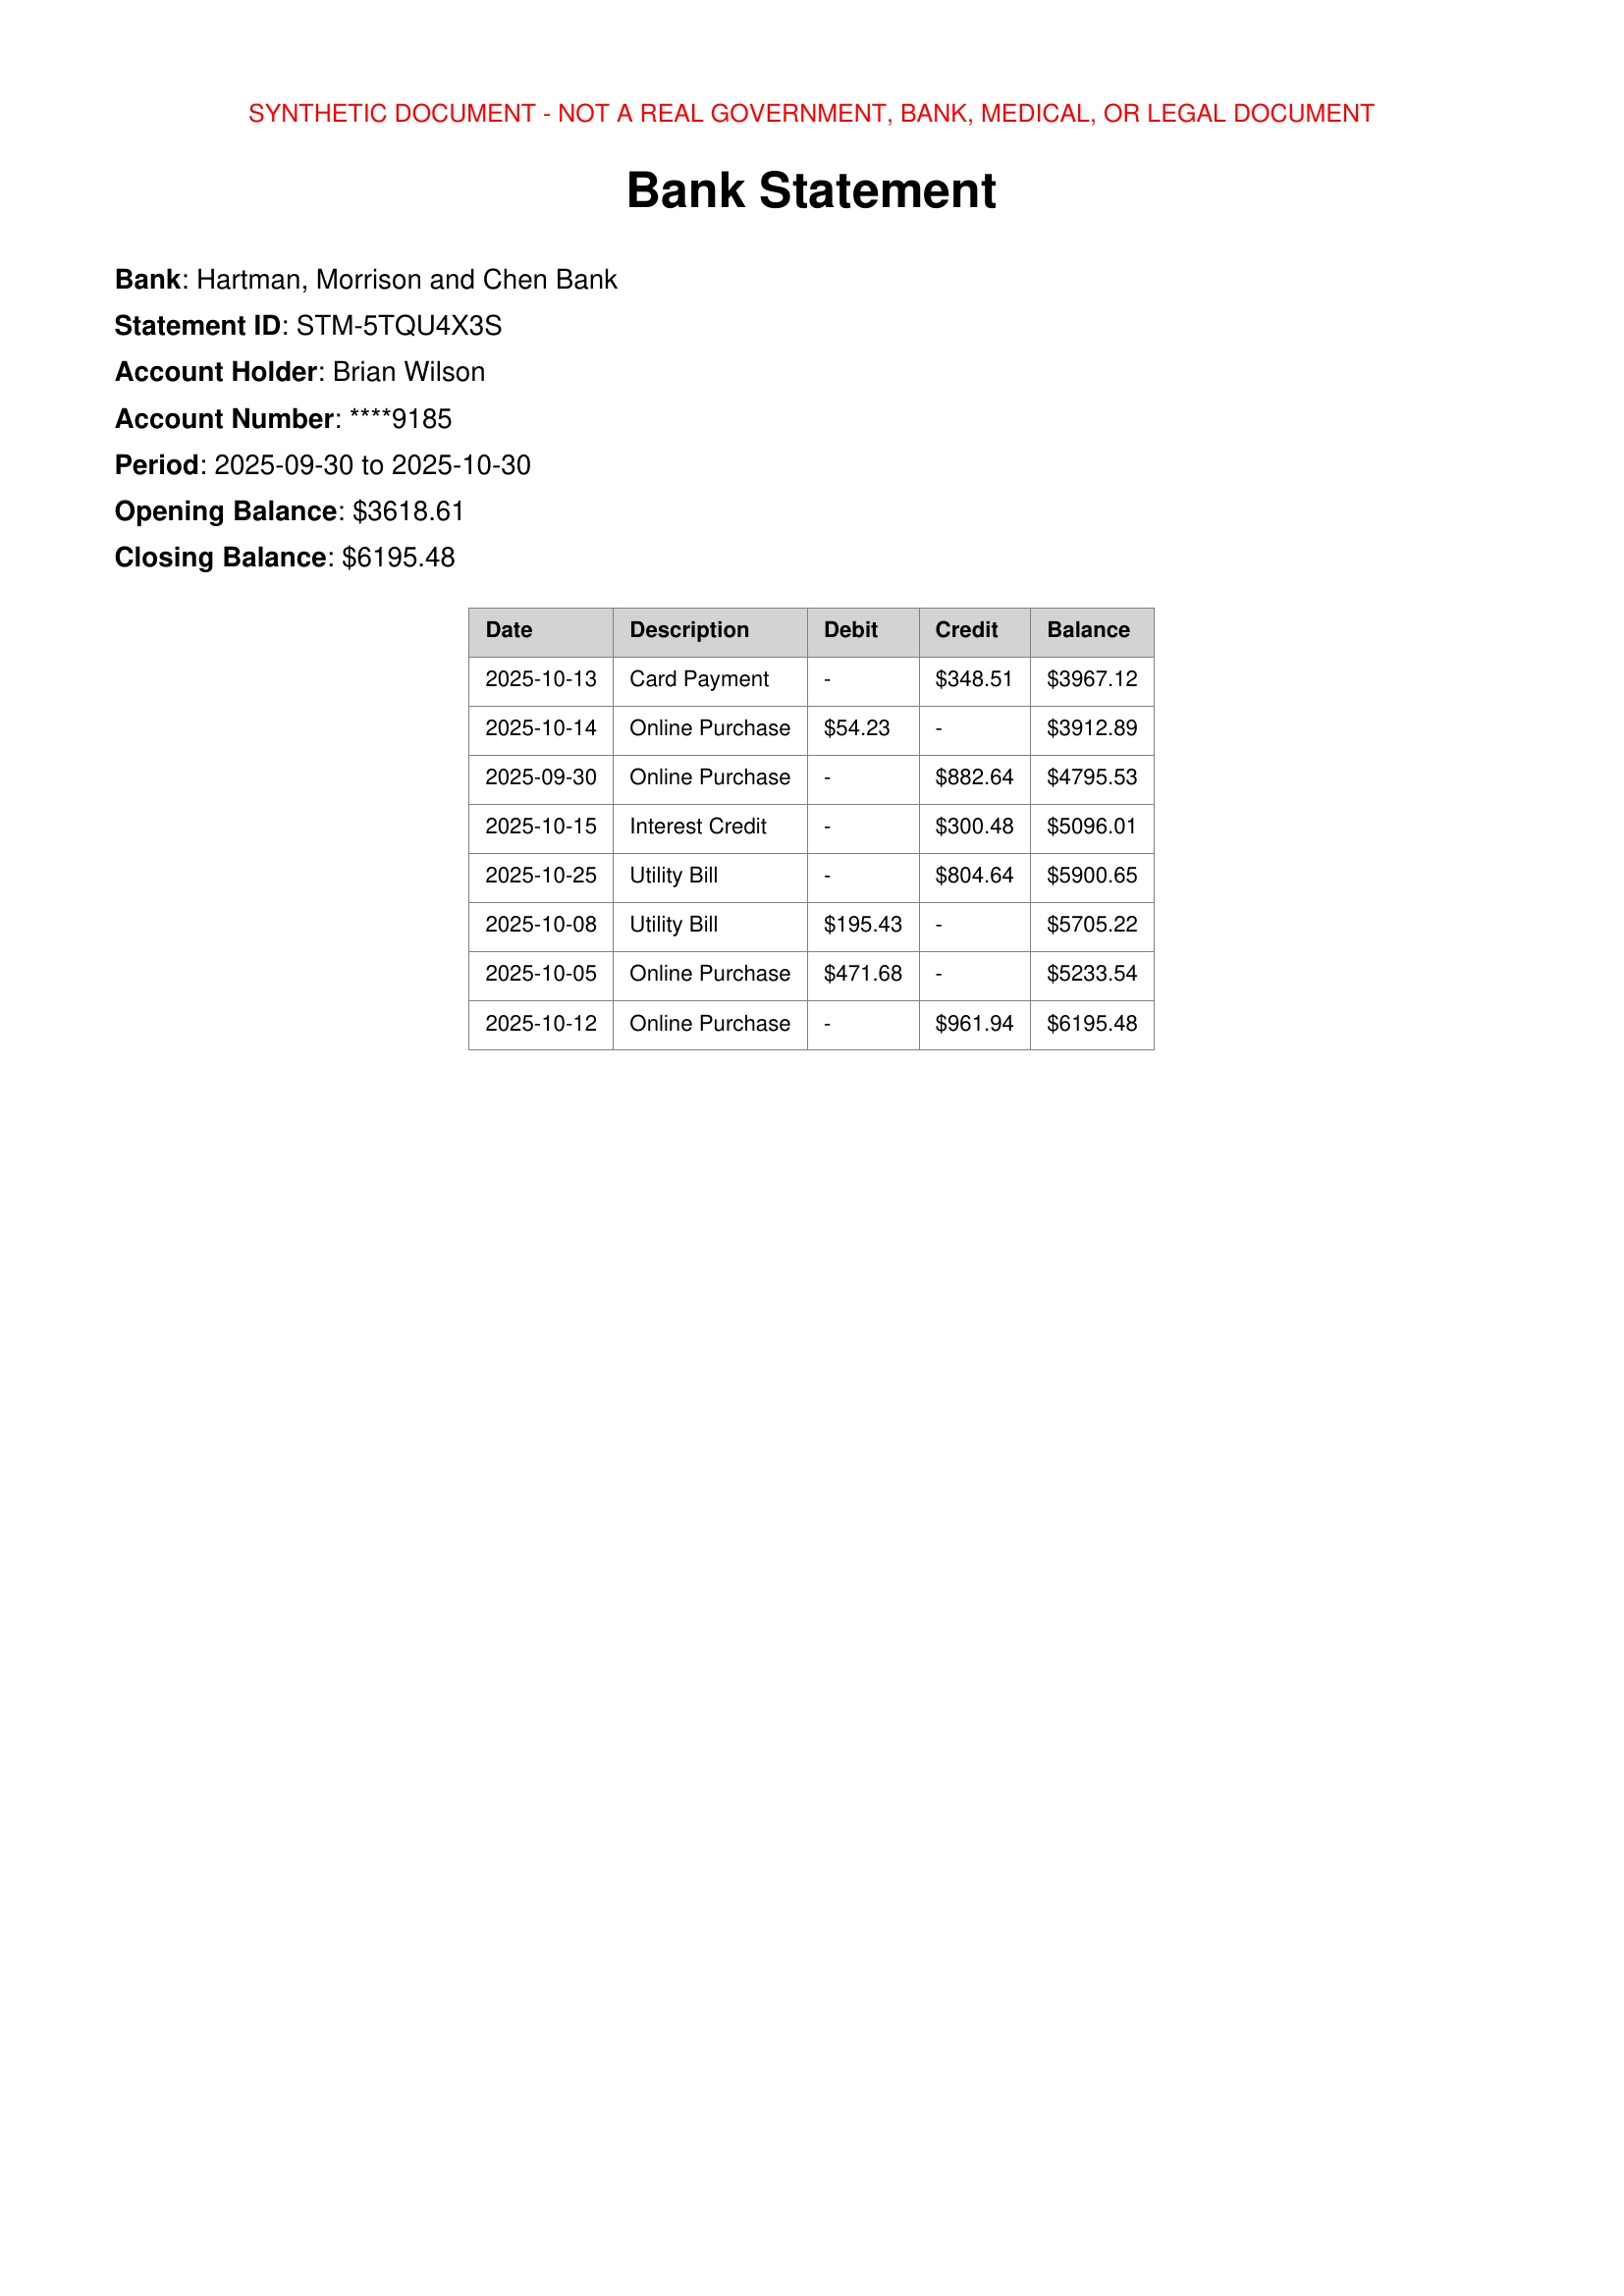 SYNTHETIC DOCUMENT - NOT A REAL GOVERNMENT, BANK, MEDICAL, OR LEGAL DOCUMENT
Bank Statement
Bank: Hartman, Morrison and Chen Bank
Statement ID: STM-5TQU4X3S
Account Holder: Brian Wilson
Account Number: ****9185
Period: 2025-09-30 to 2025-10-30
Opening Balance: $3618.61
Closing Balance: $6195.48
Date Description Debit Credit Balance
2025-10-13 Card Payment - $348.51 $3967.12
2025-10-14 Online Purchase $54.23 - $3912.89
2025-09-30 Online Purchase - $882.64 $4795.53
2025-10-15 Interest Credit - $300.48 $5096.01
2025-10-25 Utility Bill - $804.64 $5900.65
2025-10-08 Utility Bill $195.43 - $5705.22
2025-10-05 Online Purchase $471.68 - $5233.54
2025-10-12 Online Purchase - $961.94 $6195.48